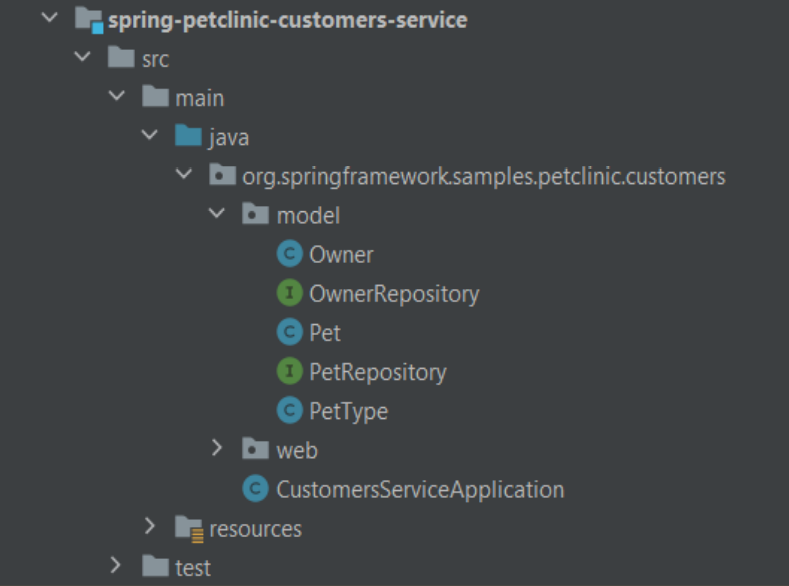 spring-petclinic-customers-service
src
main
java
org.springframework.samples.petclinic.customers
model
C Owner
I OwnerRepository
C Pet
I PetRepository
C PetType
web
C CustomersServiceApplication
resources
test